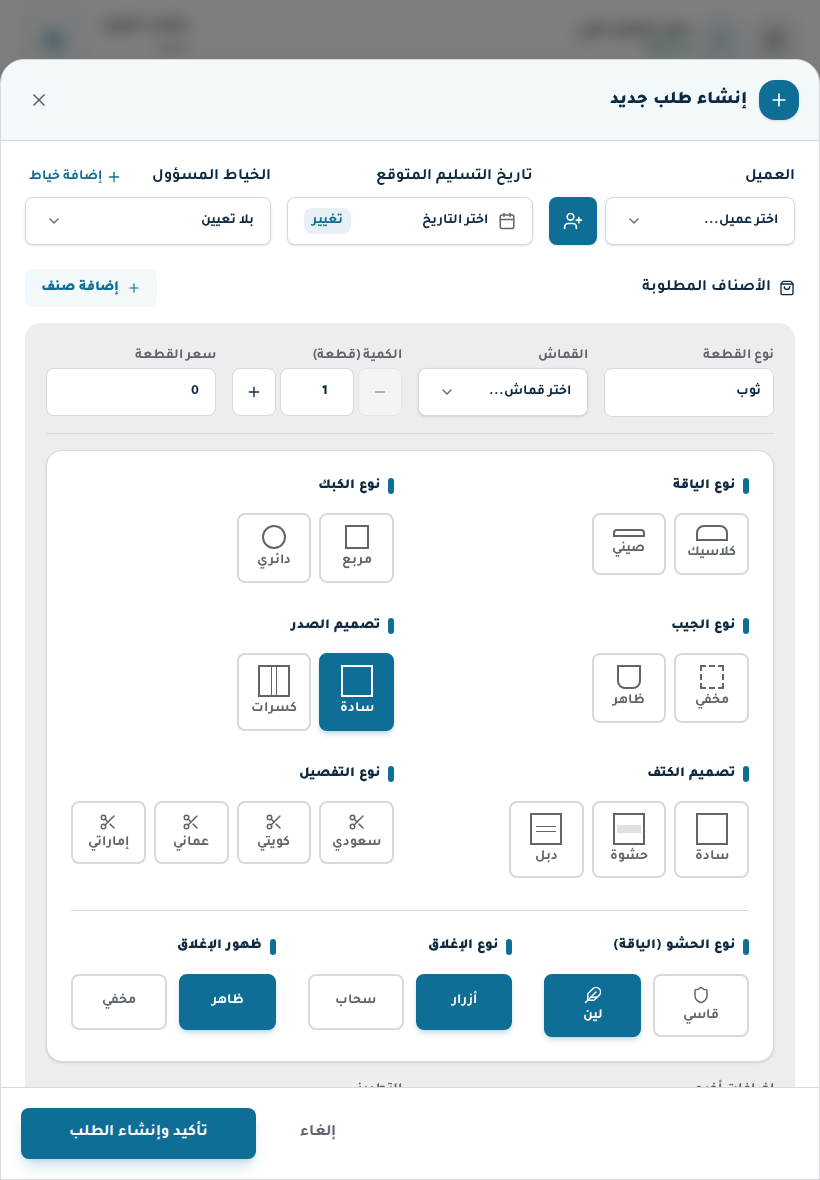 إنشاء طلب جديد
العميل
اختر عميل...
تاريخ التسليم المتوقع
اختر التاريخ
تغيير
الخياط المسؤول
إضافة خياط
بلا تعيين
الأصناف المطلوبة
إضافة صنف
نوع القطعة
القماش
الكمية (قطعة)
سعر القطعة
ثوب
اختر قماش...
1
0
نوع الياقة
كلاسيك
صيني
نوع الكبك
مربع
دائري
نوع الجيب
مخفي
ظاهر
تصميم الصدر
سادة
كسرات
تصميم الكتف
سادة
حشوة
دبل
نوع التفصيل
سعودي
كويتي
عماني
إماراتي
نوع الحشو (الياقة)
قاسي
لين
نوع الإغلاق
أزرار
سحاب
ظهور الإغلاق
ظاهر
مخفي
إلغاء
تأكيد وإنشاء الطلب